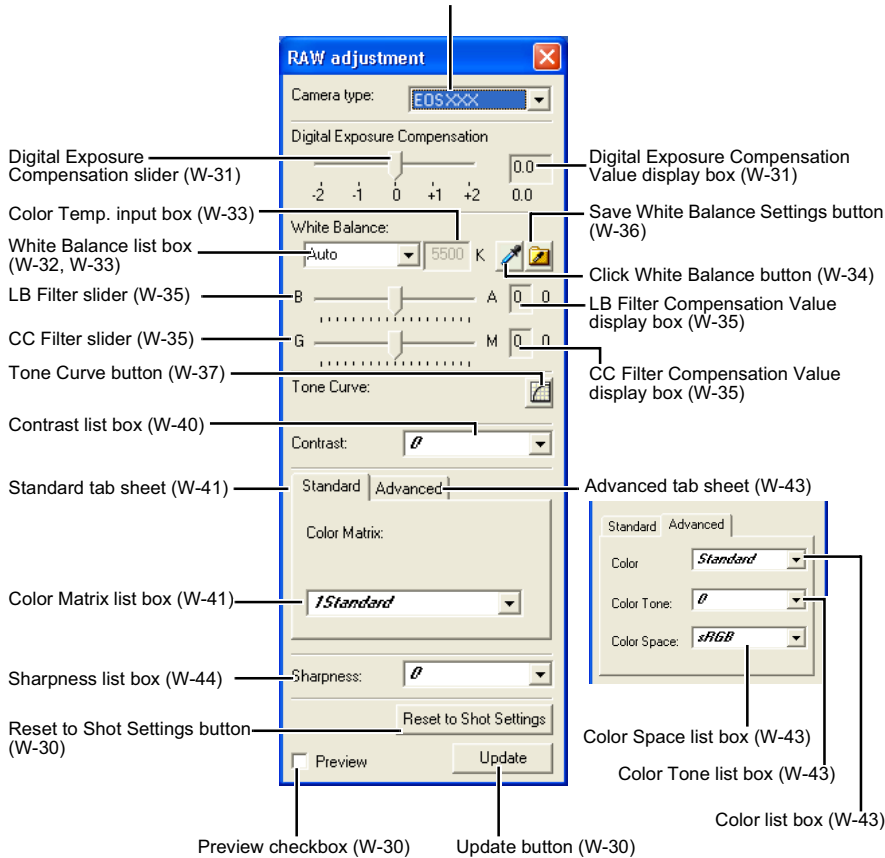 RAW adjustment
Camera type:
EOSXXX
Digital Exposure Compensation
0.0
-2 -1 0 +1 +2 0.0
Digital Exposure
Compensation slider (W-31)
Digital Exposure Compensation
Value display box (W-31)
Color Temp. input box (W-33)
Save White Balance Settings button
(W-36)
White Balance:
Auto
5500 K
White Balance list box
(W-32, W-33)
Click White Balance button (W-34)
LB Filter slider (W-35)
B A 0 0
LB Filter Compensation Value
display box (W-35)
CC Filter slider (W-35)
G M 0 0
Tone Curve button (W-37)
CC Filter Compensation Value
display box (W-35)
Tone Curve:
Contrast list box (W-40)
Contrast: 0
Standard tab sheet (W-41)
Standard Advanced
Advanced tab sheet (W-43)
Color Matrix:
Color Matrix list box (W-41)
1Standard
Standard Advanced
Color Standard
Color Tone: 0
Color Space: sRGB
Sharpness list box (W-44)
Sharpness: 0
Reset to Shot Settings button
(W-30)
Reset to Shot Settings
Preview
Update
Color Space list box (W-43)
Color Tone list box (W-43)
Color list box (W-43)
Preview checkbox (W-30)
Update button (W-30)